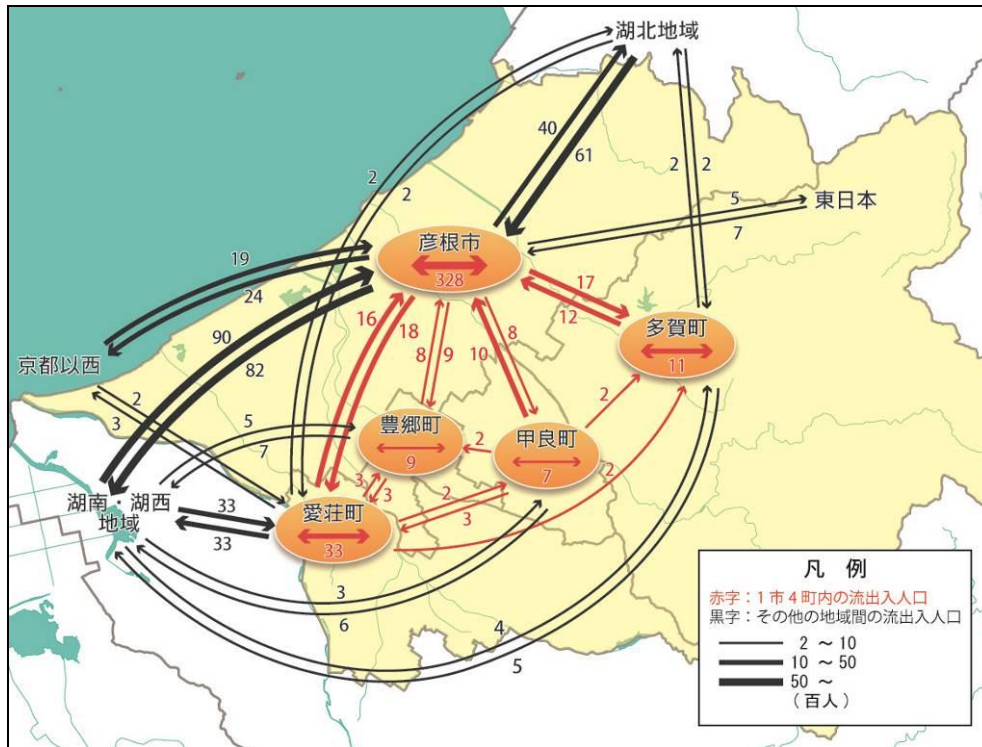 湖北地域
40
61
2
2
2
2
5
東日本
7
彦根市
328
19
24
17
12
16
18
8
9
8
10
多賀町
11
90
82
京都以西
2
3
5
7
豊郷町
9
2
甲良町
7
2
3
3
2
3
2
湖南・湖西
地域
33
33
愛荘町
33
3
6
4
5
凡 例
赤字：1市4町内の流出入人口
黒字：その他の地域間の流出入人口
2 ～ 10
10 ～ 50
50 ～
（百人）